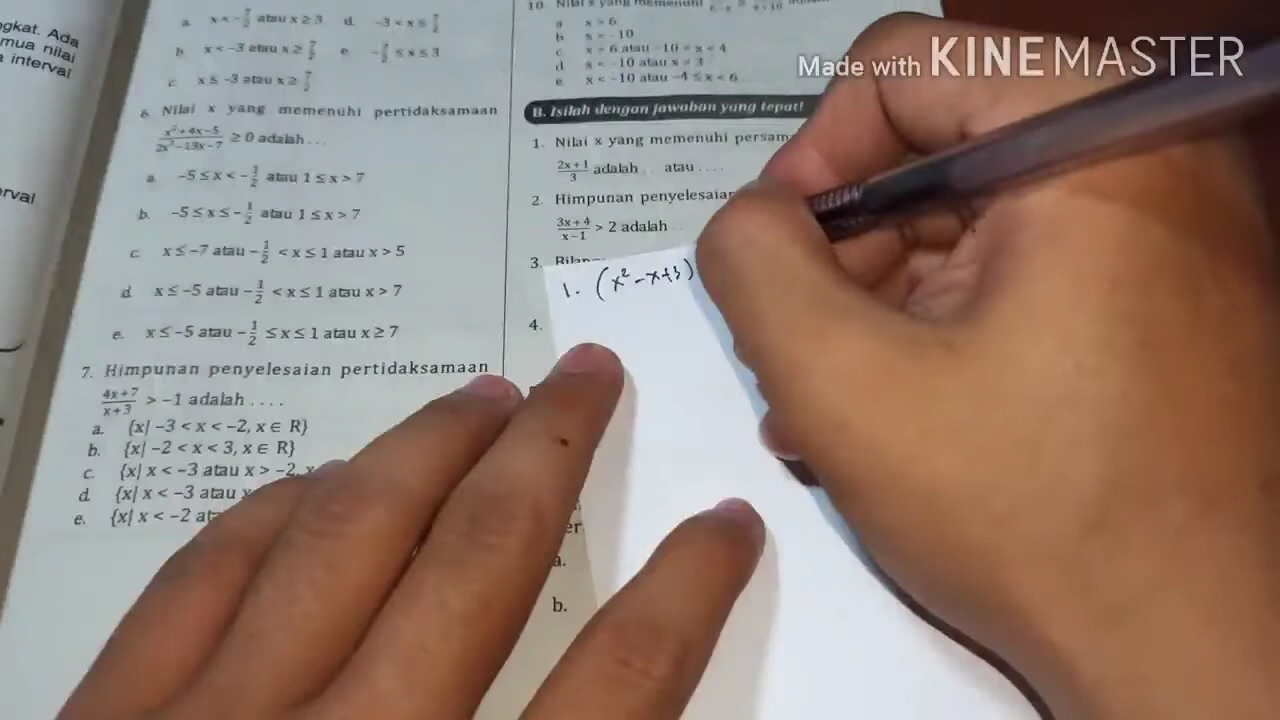 gkat. Ada
mua nilai
interval
rval
a. x < -7/2 atau x ≥ 3 d. -3 < x ≤ 7/2
b. x < -3 atau x ≥ 7/2 e. -7/2 ≤ x ≤ 3
c. x ≤ -3 atau x ≥ 7/2
6. Nilai x yang memenuhi pertidaksamaan
x²+4x-5/2x²-13x-7 ≥ 0 adalah . . .
a. -5 ≤ x < -1/2 atau 1 ≤ x > 7
b. -5 ≤ x ≤ -1/2 atau 1 ≤ x > 7
c. x ≤ -7 atau -1/2 < x ≤ 1 atau x > 5
d. x ≤ -5 atau -1/2 < x ≤ 1 atau x > 7
e. x ≤ -5 atau -1/2 ≤ x ≤ 1 atau x ≥ 7
7. Himpunan penyelesaian pertidaksamaan
4x+7/x+3 > -1 adalah . . . .
a. {x| -3 < x < -2, x ∈ R}
b. {x| -2 < x < 3, x ∈ R}
c. {x| x < -3 atau x > -2, x
d. {x| x < -3 atau x
e. {x| x < -2 at
10. Nilai x yang memenuhi
a. x > 6
b. x < -10
c. x > 6 atau -10 < x < 4
d. x < -10 atau x > 3
e. x < -10 atau -4 ≤ x < 6
B. Isilah dengan jawaban yang tepat!
1. Nilai x yang memenuhi persam
2x+1/3 adalah . . atau . . . .
2. Himpunan penyelesaian
3x+4/x-1 > 2 adalah . .
3. Bilan
1. (x² - x + 3)
4.
er
a.
b.
Made with KINEMASTER